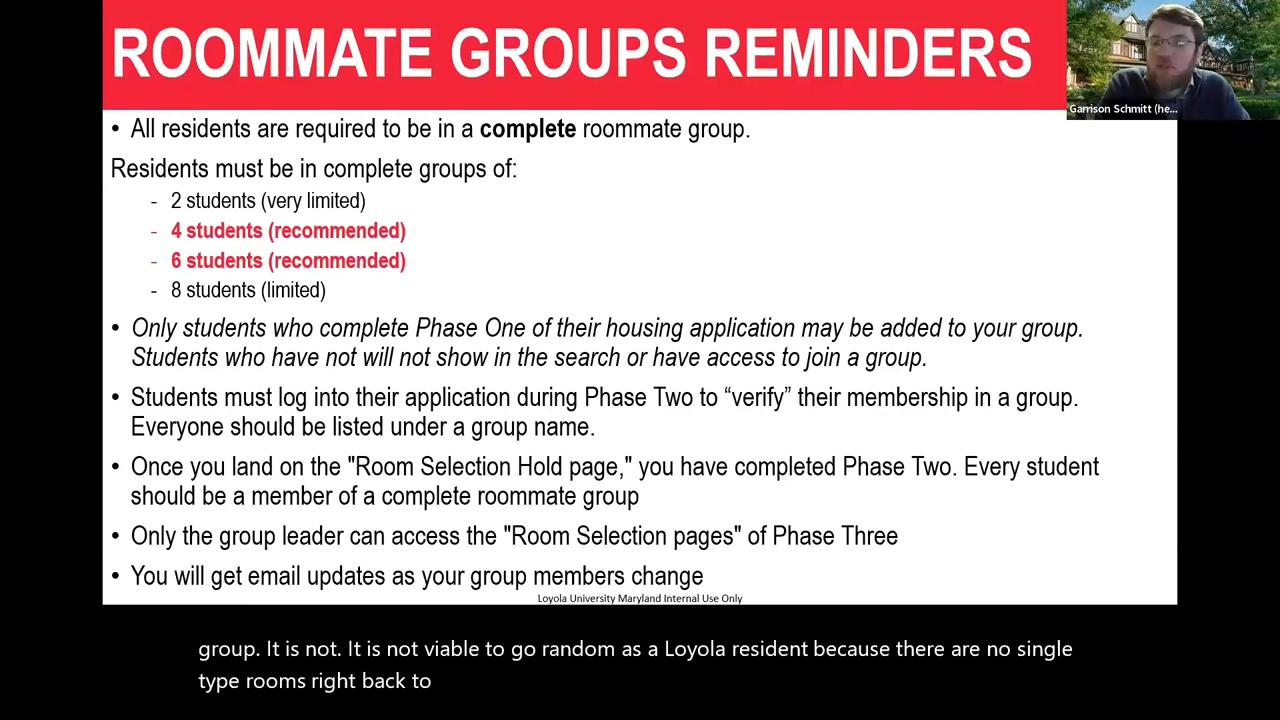 ROOMMATE GROUPS REMINDERS
Garrison Schmitt (he...
• All residents are required to be in a complete roommate group.
Residents must be in complete groups of:
- 2 students (very limited)
- 4 students (recommended)
- 6 students (recommended)
- 8 students (limited)
• Only students who complete Phase One of their housing application may be added to your group.
Students who have not will not show in the search or have access to join a group.
• Students must log into their application during Phase Two to “verify” their membership in a group.
Everyone should be listed under a group name.
• Once you land on the "Room Selection Hold page," you have completed Phase Two. Every student
should be a member of a complete roommate group
• Only the group leader can access the "Room Selection pages" of Phase Three
• You will get email updates as your group members change
Loyola University Maryland Internal Use Only
group. It is not. It is not viable to go random as a Loyola resident because there are no single
type rooms right back to